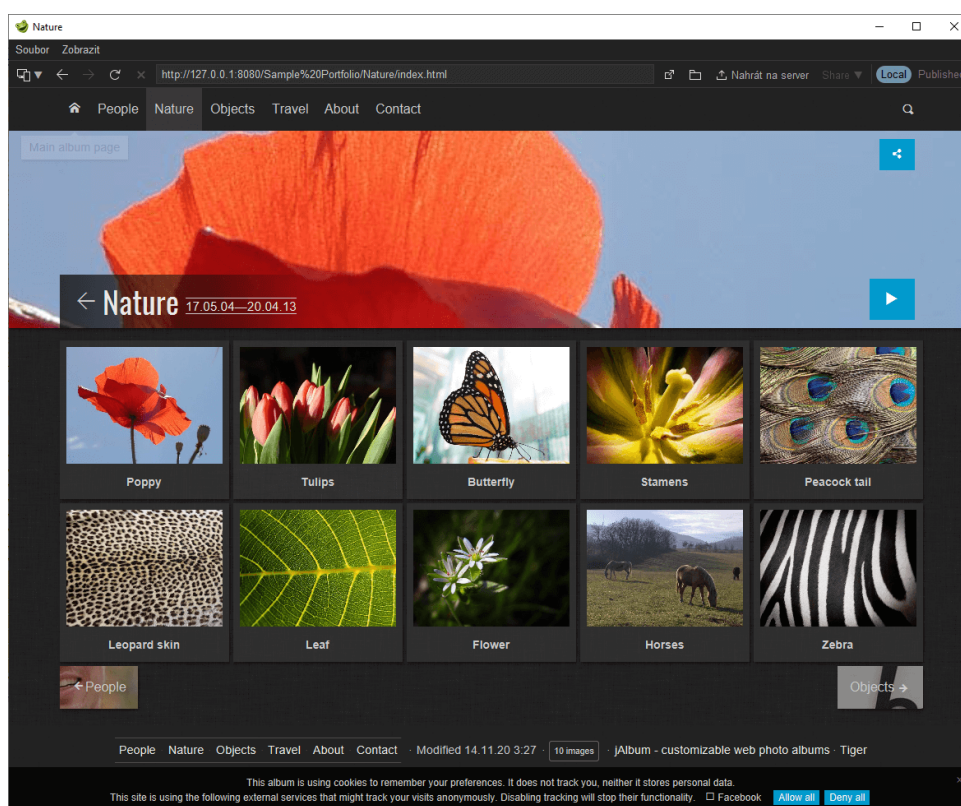 Nature
Soubor Zobrazit
http://127.0.0.1:8080/Sample%20Portfolio/Nature/index.html Nahrát na server Share Local Published
People Nature Objects Travel About Contact
Main album page
Nature 17.05.04—20.04.13
Poppy Tulips Butterfly Stamens Peacock tail
Leopard skin Leaf Flower Horses Zebra
People Objects
People Nature Objects Travel About Contact · Modified 14.11.20 3:27 · 10 images · jAlbum - customizable web photo albums · Tiger
This album is using cookies to remember your preferences. It does not track you, neither it stores personal data.
This site is using the following external services that might track your visits anonymously. Disabling tracking will stop their functionality. Facebook Allow all Deny all